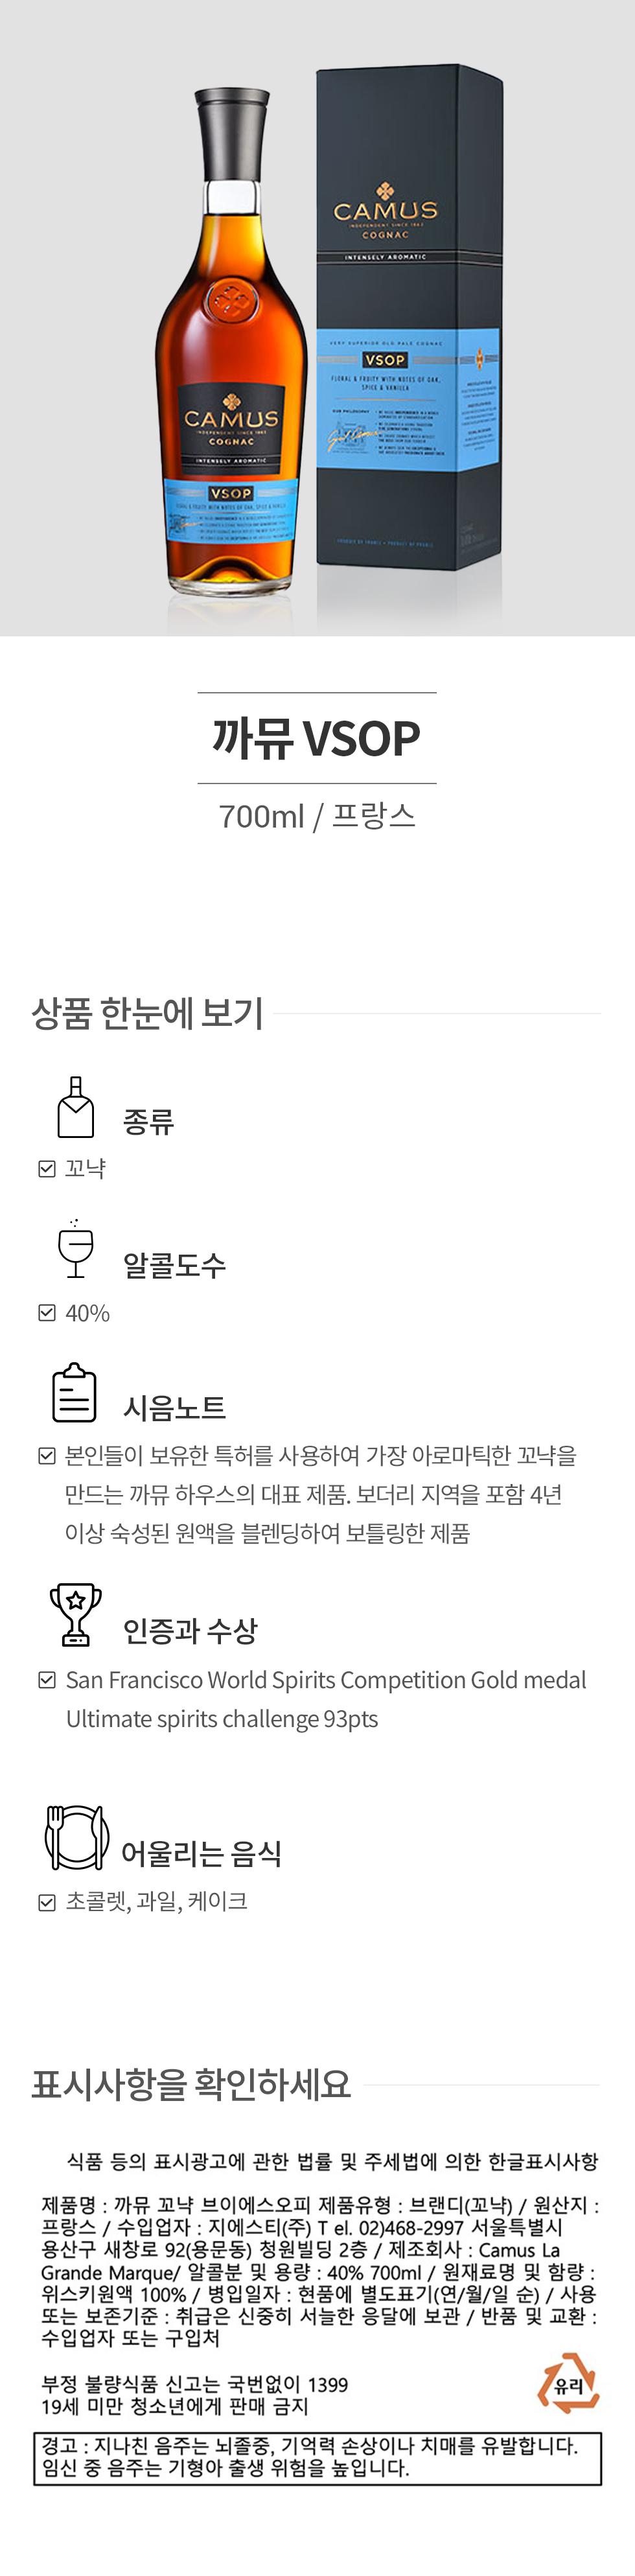 CAMUS
INDEPENDENT SINCE 1863
COGNAC
INTENSELY AROMATIC
VERY SUPERIOR OLD PALE COGNAC
VSOP
FLORAL & FRUITY WITH NOTES OF OAK,
SPICE & VANILLA
OUR PHILOSOPHY
CAMUS
INDEPENDENT SINCE 1863
COGNAC
INTENSELY AROMATIC
VSOP
FLORAL & FRUITY WITH NOTES OF OAK, SPICE & VANILLA
까뮤 VSOP
700ml / 프랑스
상품 한눈에 보기
종류
꼬냑
알콜도수
40%
시음노트
본인들이 보유한 특허를 사용하여 가장 아로마틱한 꼬냑을
만드는 까뮤 하우스의 대표 제품. 보더리 지역을 포함 4년
이상 숙성된 원액을 블렌딩하여 보틀링한 제품
인증과 수상
San Francisco World Spirits Competition Gold medal
Ultimate spirits challenge 93pts
어울리는 음식
초콜렛, 과일, 케이크
표시사항을 확인하세요
식품 등의 표시광고에 관한 법률 및 주세법에 의한 한글표시사항
제품명 : 까뮤 꼬냑 브이에스오피 제품유형 : 브랜디(꼬냑) / 원산지 :
프랑스 / 수입업자 : 지에스티(주) T el. 02)468-2997 서울특별시
용산구 새창로 92(용문동) 청원빌딩 2층 / 제조회사 : Camus La
Grande Marque/ 알콜분 및 용량 : 40% 700ml / 원재료명 및 함량 :
위스키원액 100% / 병입일자 : 현품에 별도표기(연/월/일 순) / 사용
또는 보존기준 : 취급은 신중히 서늘한 응달에 보관 / 반품 및 교환 :
수입업자 또는 구입처
부정 불량식품 신고는 국번없이 1399
19세 미만 청소년에게 판매 금지
유리
경고 : 지나친 음주는 뇌졸중, 기억력 손상이나 치매를 유발합니다.
임신 중 음주는 기형아 출생 위험을 높입니다.